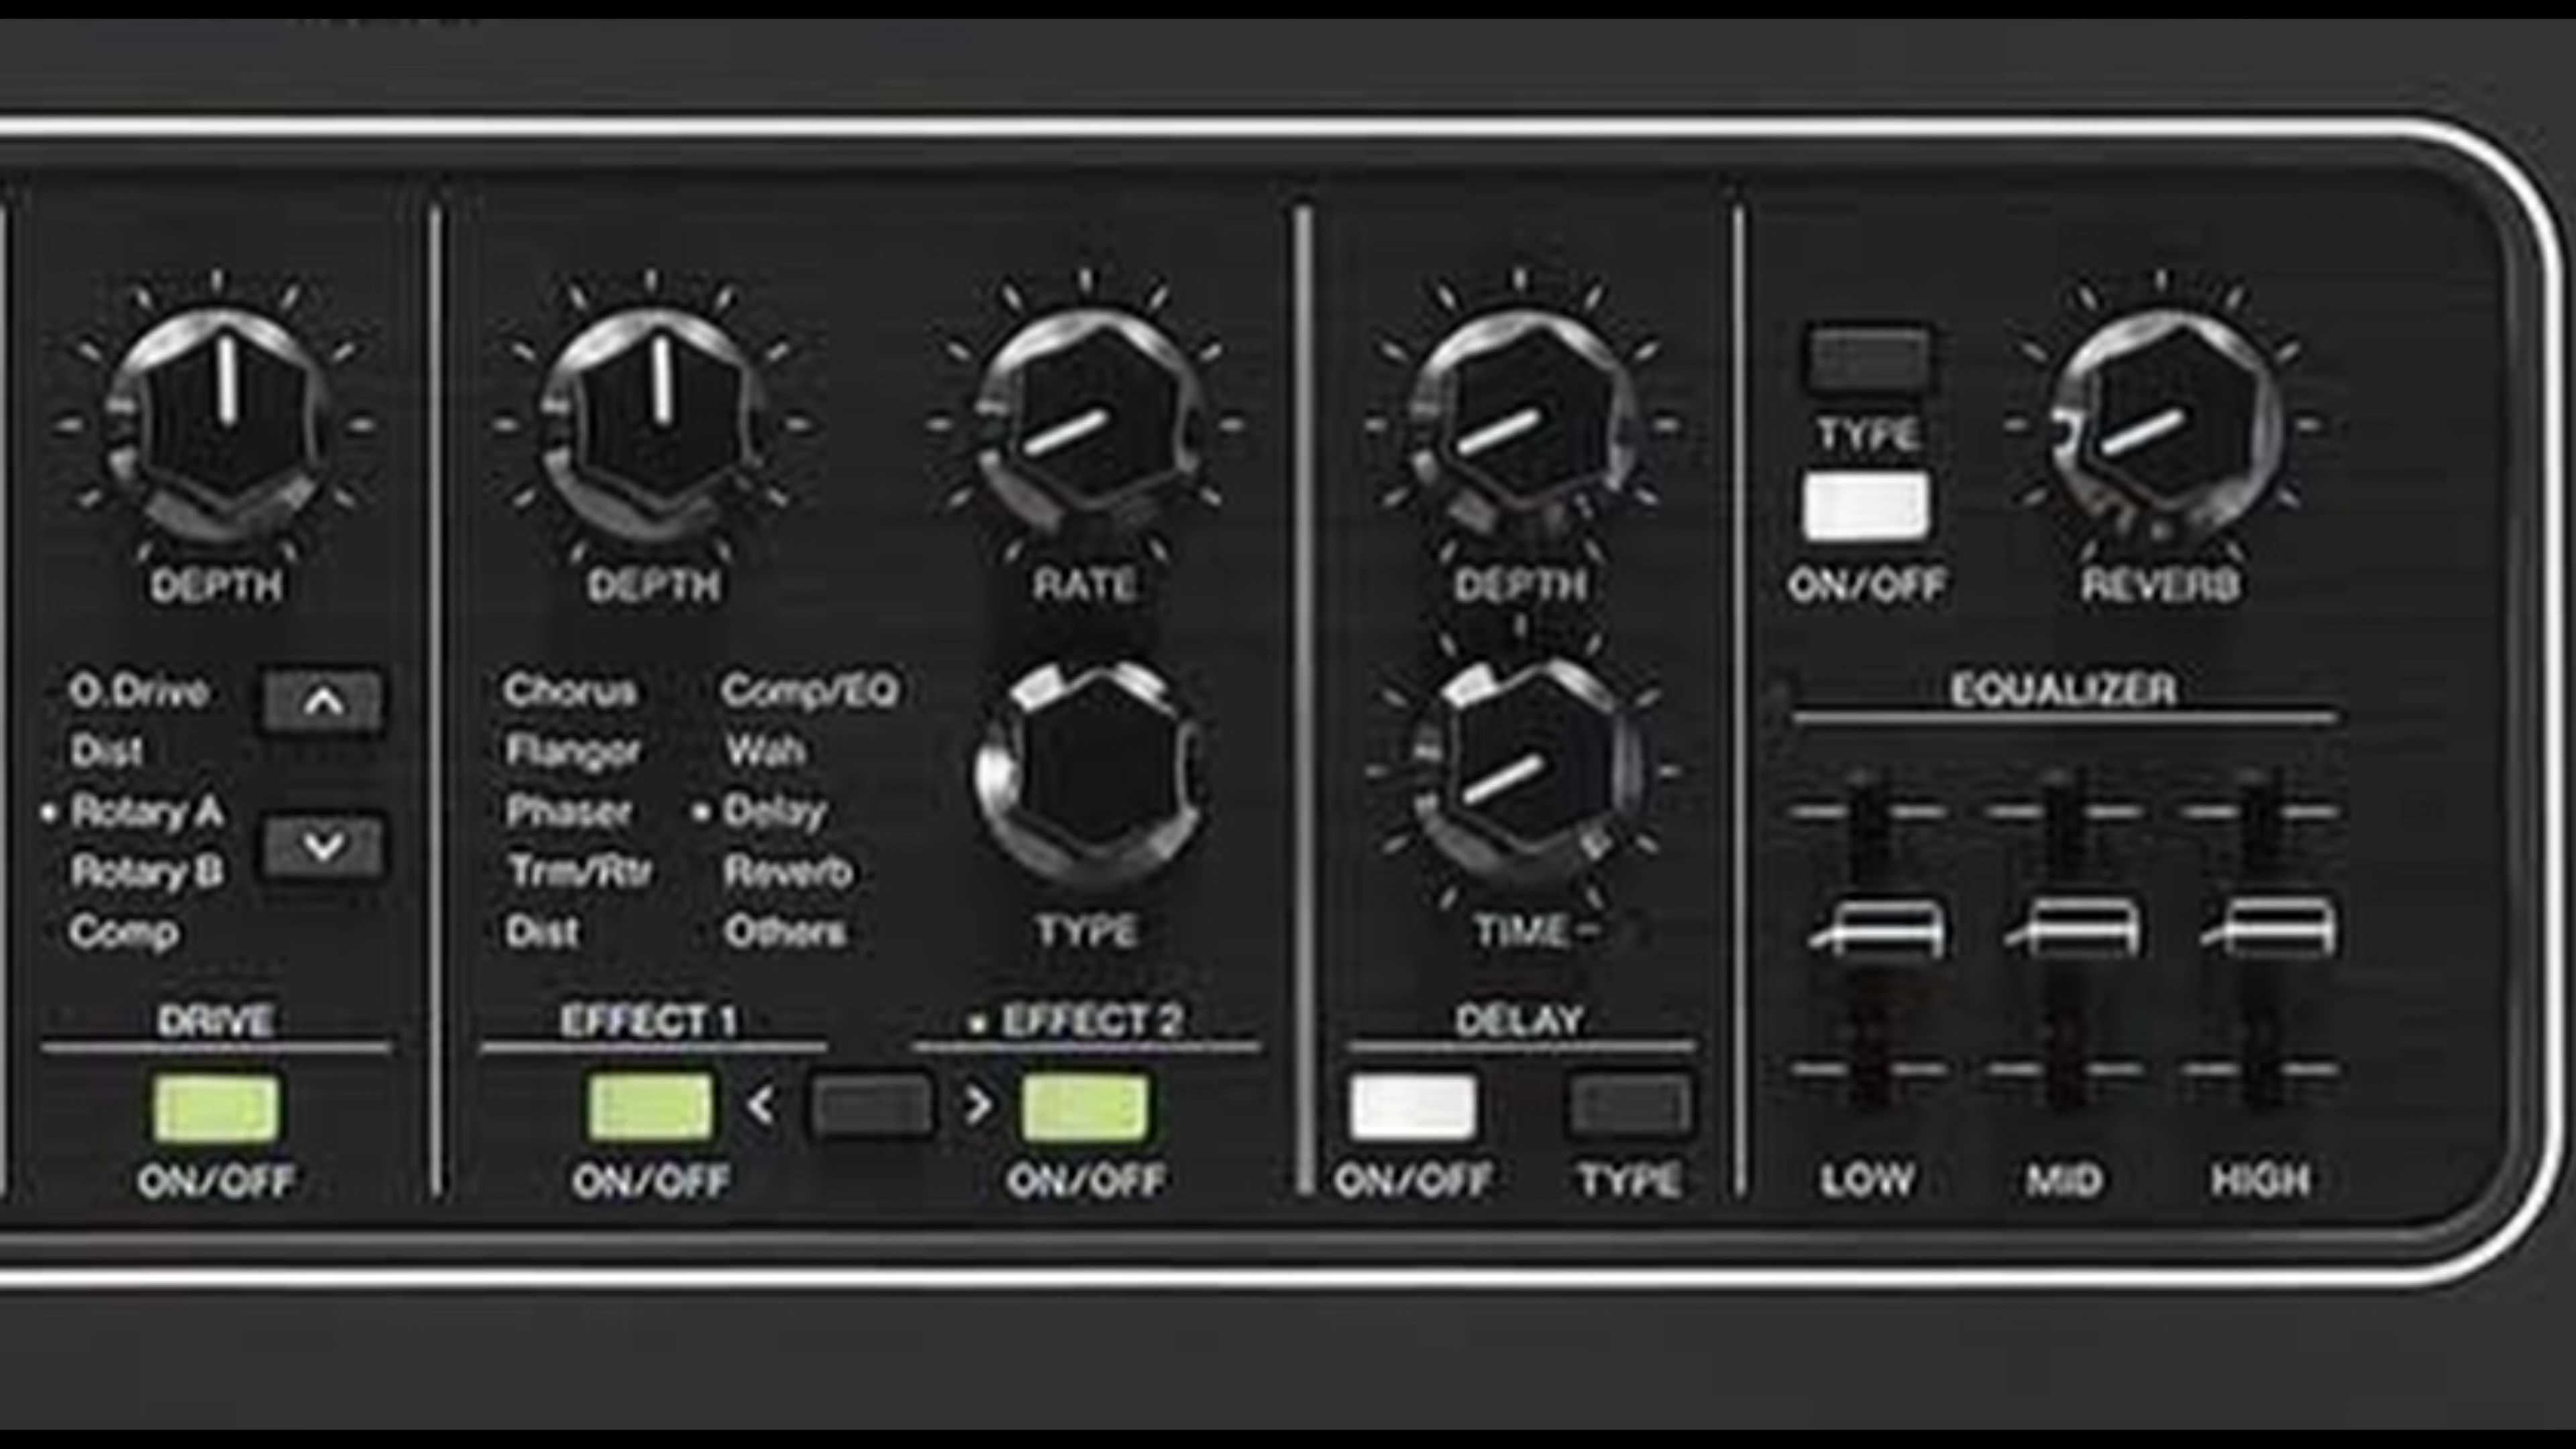 DEPTH
O.Drive
Dist
Rotary A
Rotary B
Comp
DRIVE
ON/OFF
DEPTH
RATE
Chorus
Flanger
Phaser
Trm/Rtr
Dist
Comp/EQ
Wah
Delay
Reverb
Others
TYPE
EFFECT 1
EFFECT 2
ON/OFF
<
>
ON/OFF
DEPTH
TIME
DELAY
ON/OFF
TYPE
TYPE
ON/OFF
REVERB
EQUALIZER
LOW
MID
HIGH